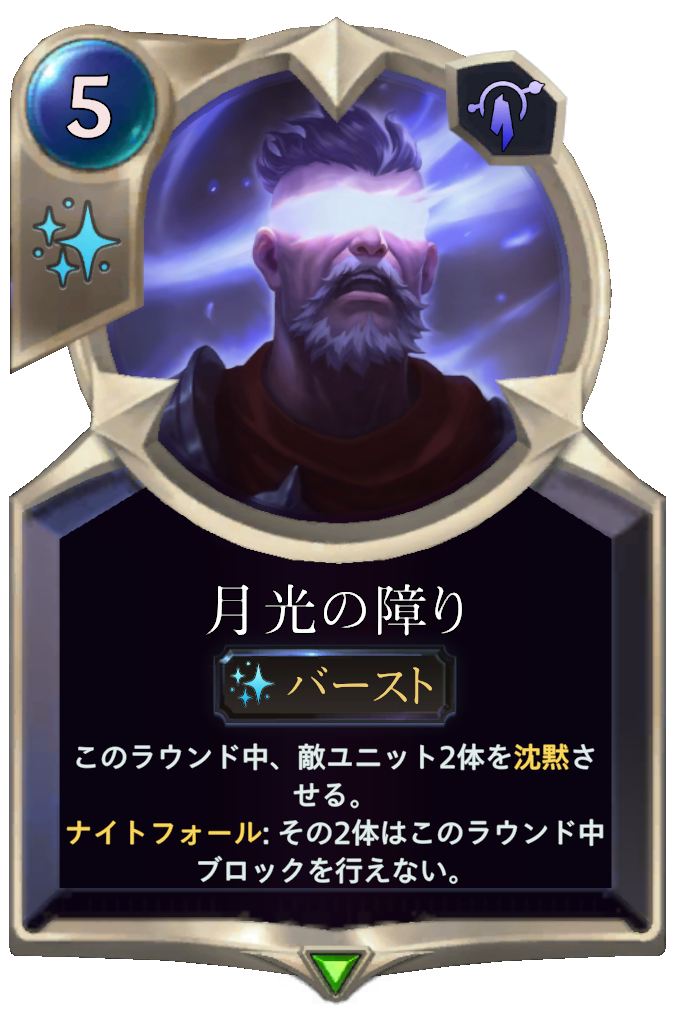 5
月光の障り
バースト
このラウンド中、敵ユニット2体を沈黙さ
せる。
ナイトフォール: その2体はこのラウンド中
ブロックを行えない。